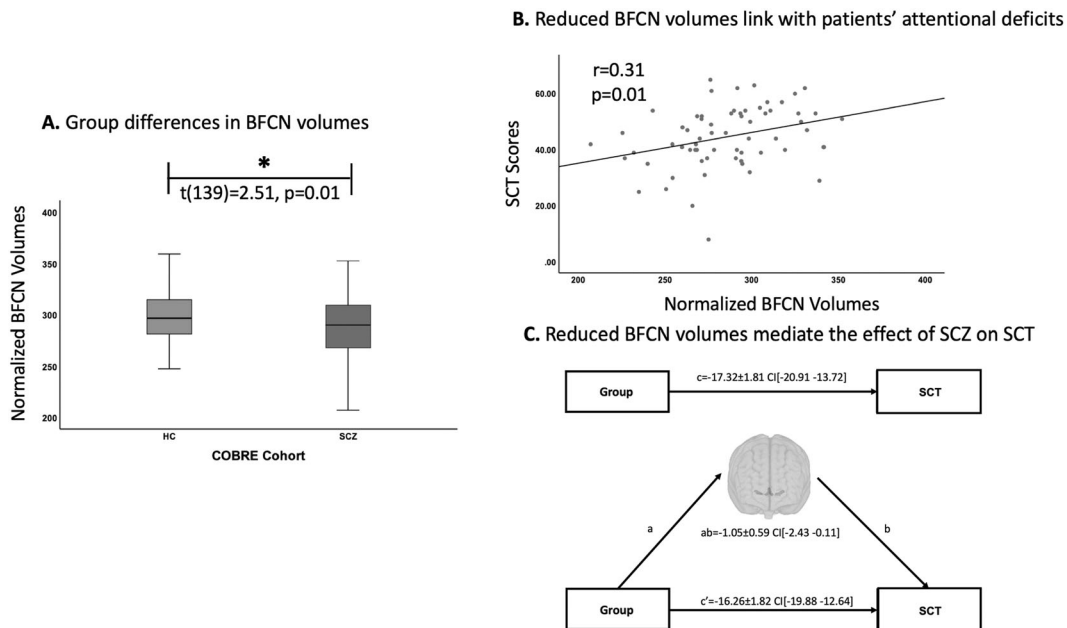 A. Group differences in BFCN volumes
*
t(139)=2.51, p=0.01
Normalized BFCN Volumes
400
350
300
250
200
HC
SCZ
COBRE Cohort
B. Reduced BFCN volumes link with patients’ attentional deficits
r=0.31
p=0.01
SCT Scores
60.00
40.00
20.00
.00
200
250
300
350
400
Normalized BFCN Volumes
C. Reduced BFCN volumes mediate the effect of SCZ on SCT
Group
c=-17.32±1.81 CI[-20.91 -13.72]
SCT
a
ab=-1.05±0.59 CI[-2.43 -0.11]
b
Group
c’=-16.26±1.82 CI[-19.88 -12.64]
SCT